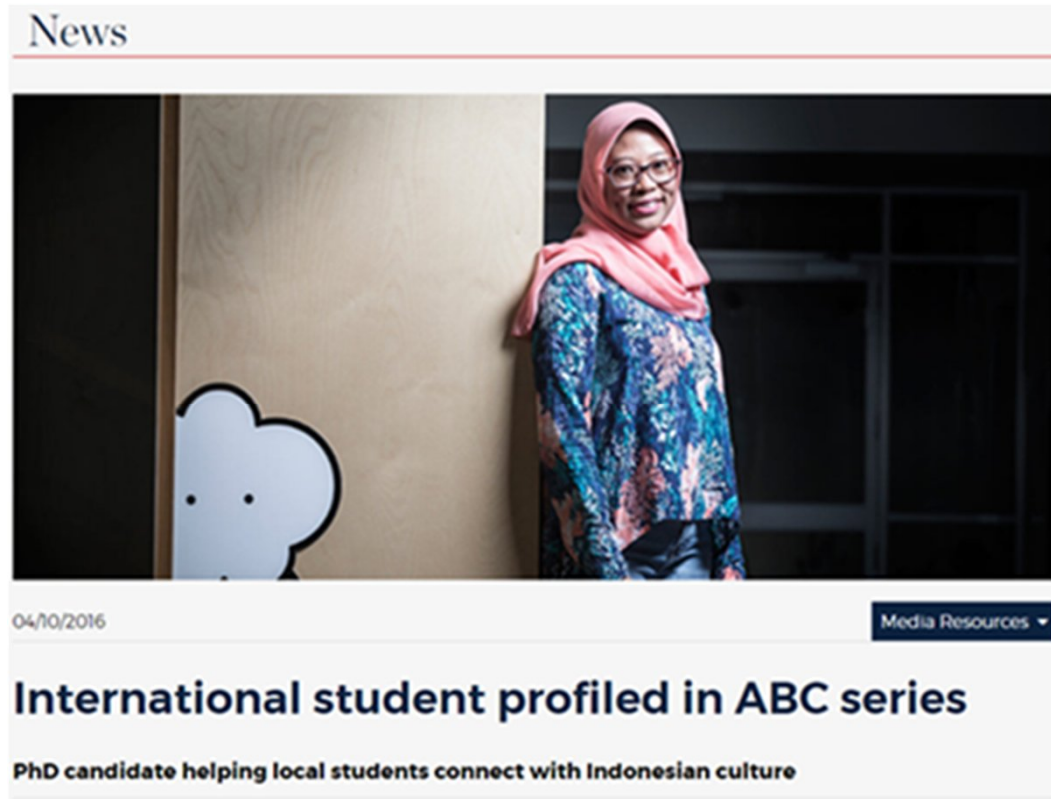 News
04/10/2016
Media Resources
International student profiled in ABC series
PhD candidate helping local students connect with Indonesian culture